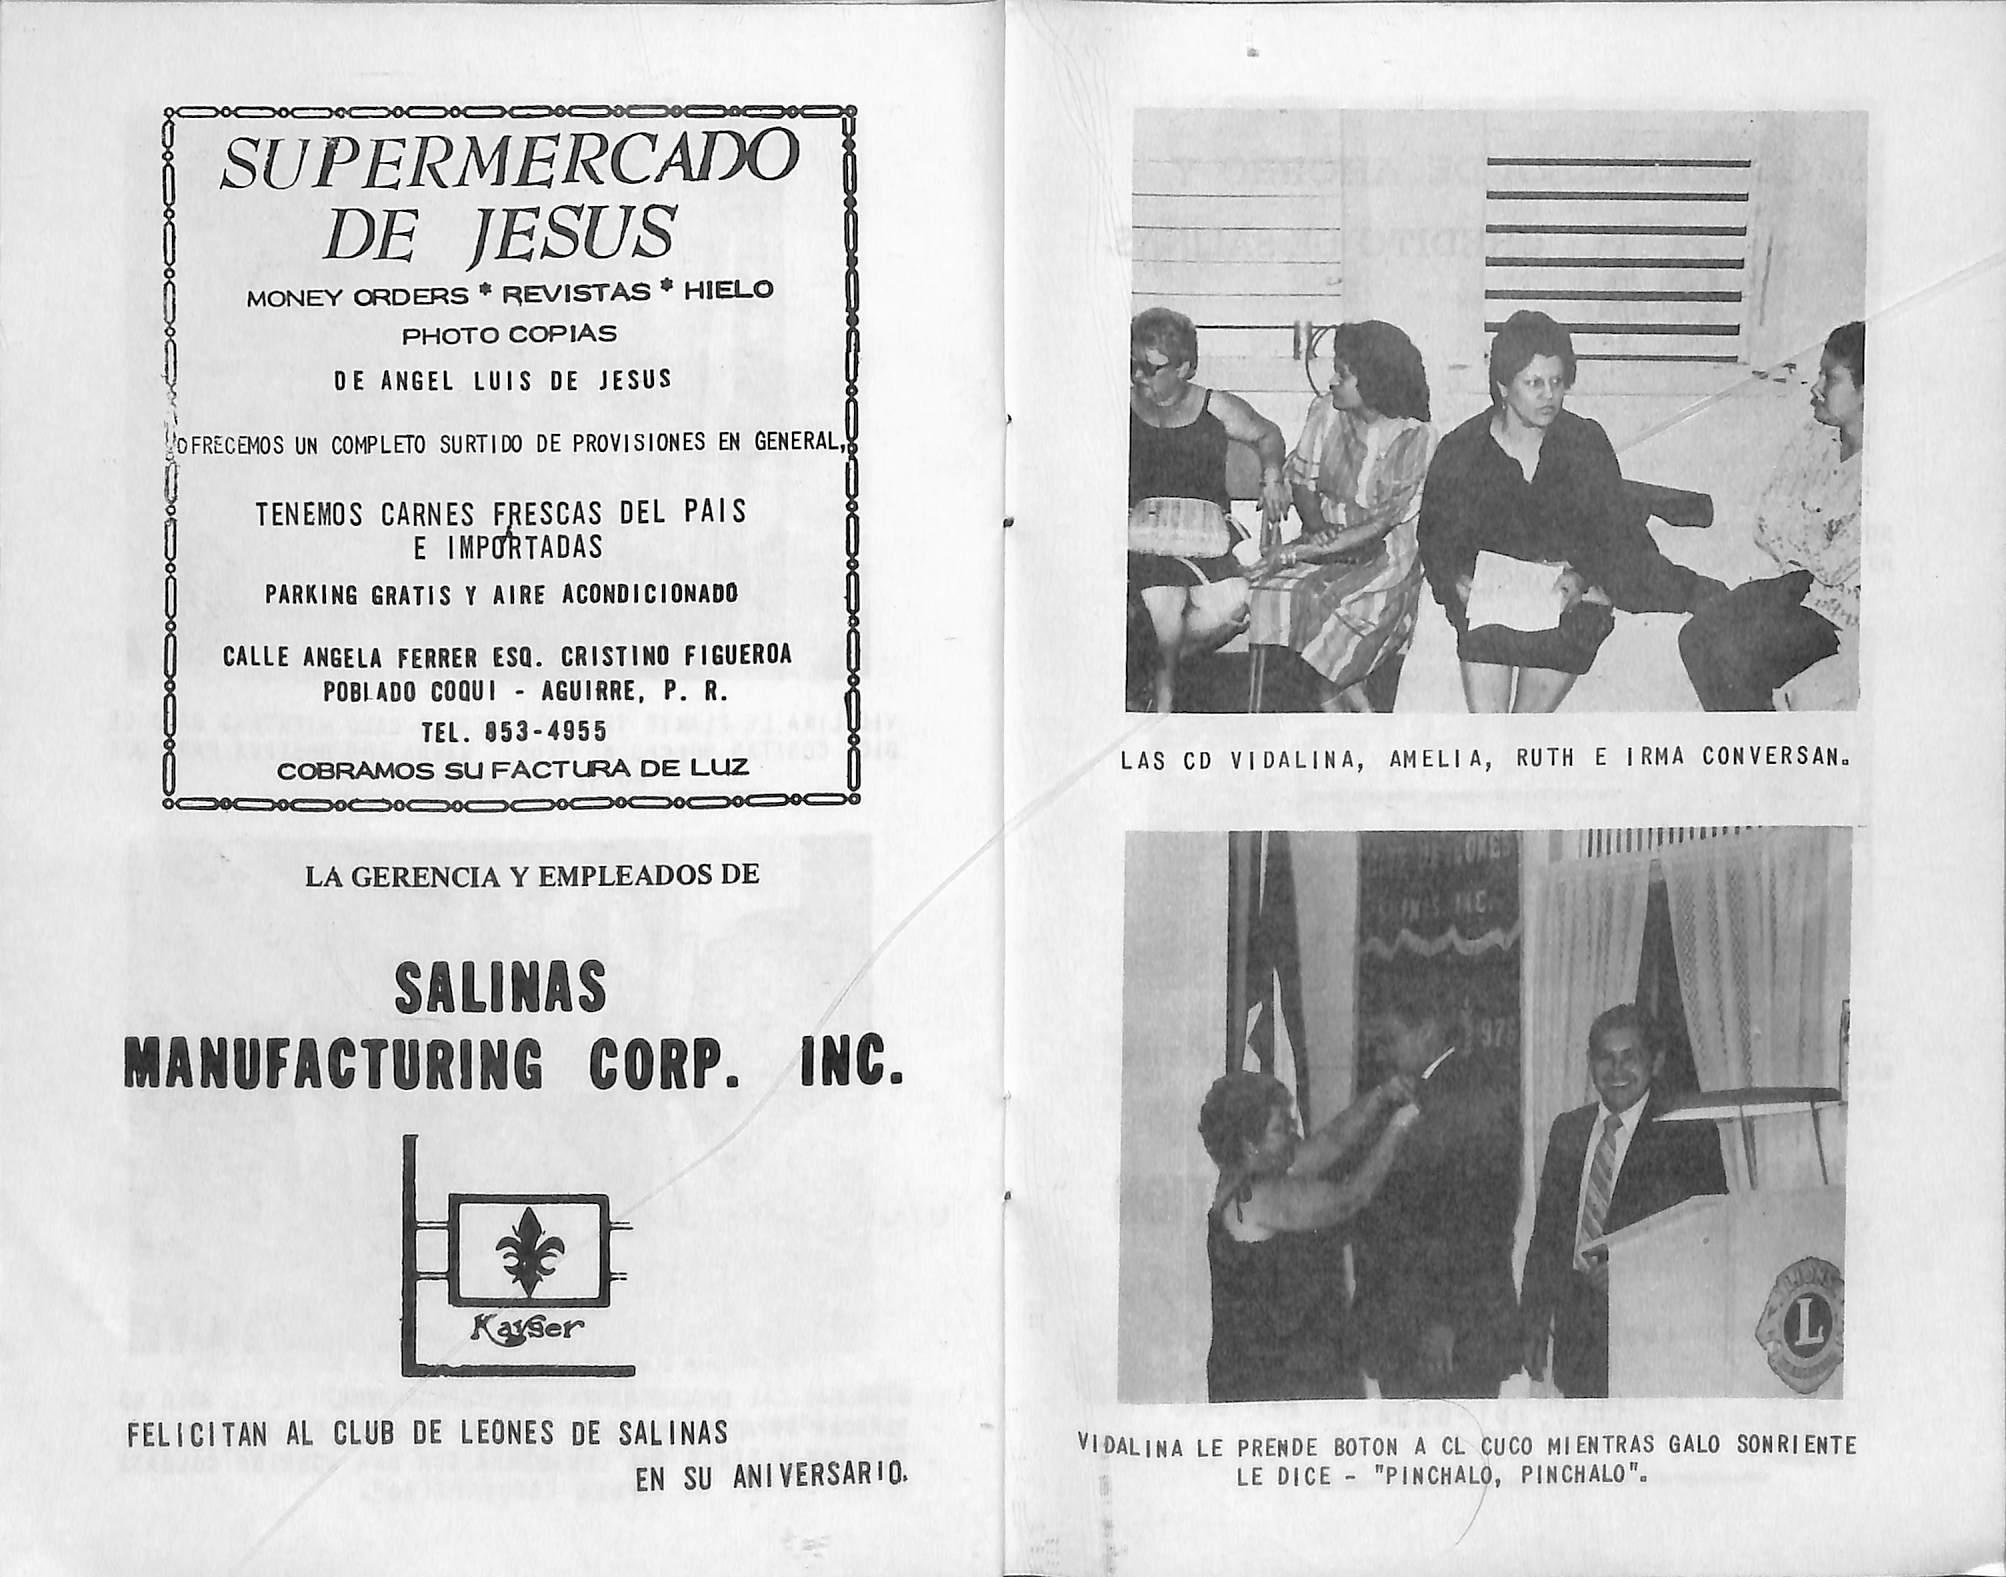 SUPERMERCADO
DE JESUS
MONEY ORDERS * REVISTAS * HIELO
PHOTO COPIAS
DE ANGEL LUIS DE JESUS
OFRECEMOS UN COMPLETO SURTIDO DE PROVISIONES EN GENERAL,
TENEMOS CARNES FRESCAS DEL PAIS
E IMPORTADAS
PARKING GRATIS Y AIRE ACONDICIONADO
CALLE ANGELA FERRER ESQ. CRISTINO FIGUEROA
POBLADO COQUI - AGUIRRE, P. R.
TEL. 853-4955
COBRAMOS SU FACTURA DE LUZ
LA GERENCIA Y EMPLEADOS DE
SALINAS
MANUFACTURING CORP. INC.
Kayser
FELICITAN AL CLUB DE LEONES DE SALINAS
EN SU ANIVERSARIO.
LAS CD VIDALINA, AMELIA, RUTH E IRMA CONVERSAN.
INC.
LIONS
L
VIDALINA LE PRENDE BOTON A CL CUCO MIENTRAS GALO SONRIENTE
LE DICE - "PINCHALO, PINCHALO".